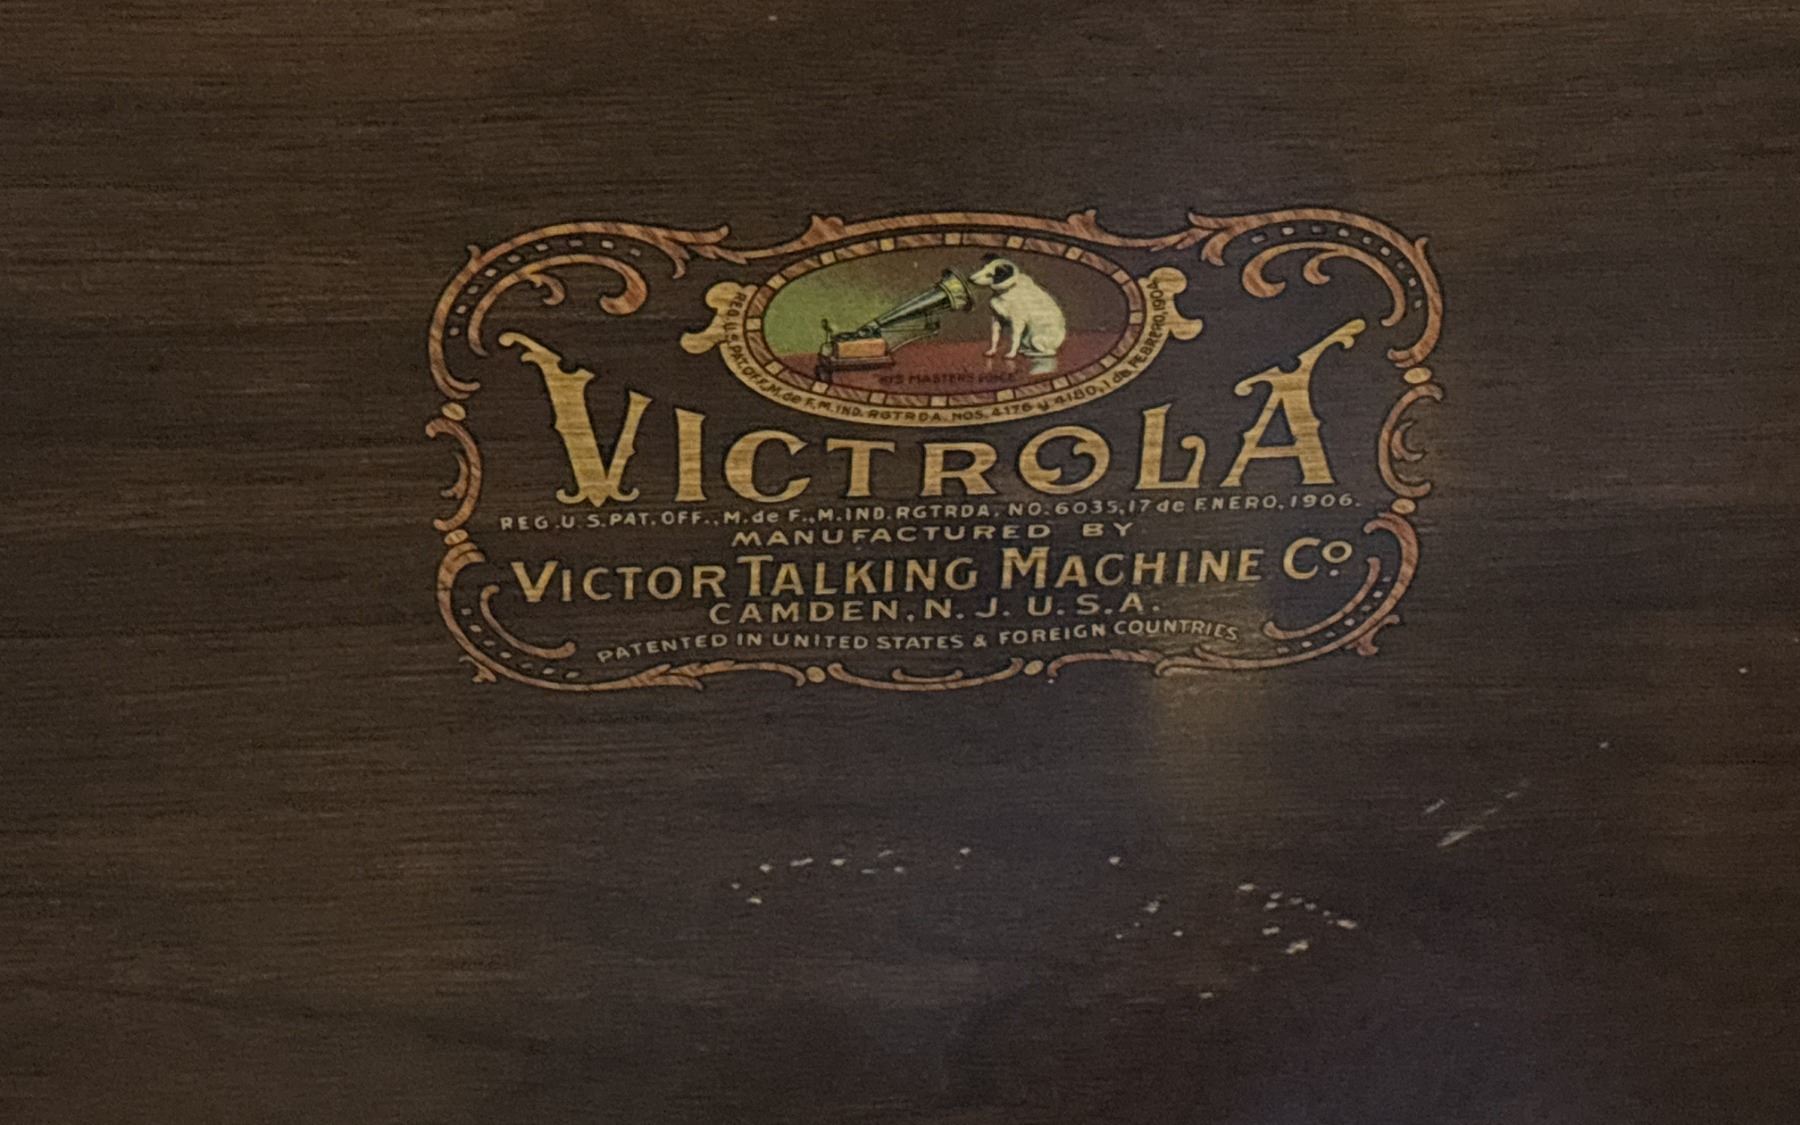 "HIS MASTER'S VOICE"
REG. U.S. PAT. OFF. M. de F. M. IND. RGTRDA. NOS. 4176 y 4180, 1 de FEBRERO, 1904
VICTROLA
REG. U.S. PAT. OFF., M. de F., M. IND. RGTRDA. NO. 6035, 17 de ENERO, 1906.
MANUFACTURED BY
VICTOR TALKING MACHINE Co
CAMDEN, N. J. U. S. A.
PATENTED IN UNITED STATES & FOREIGN COUNTRIES